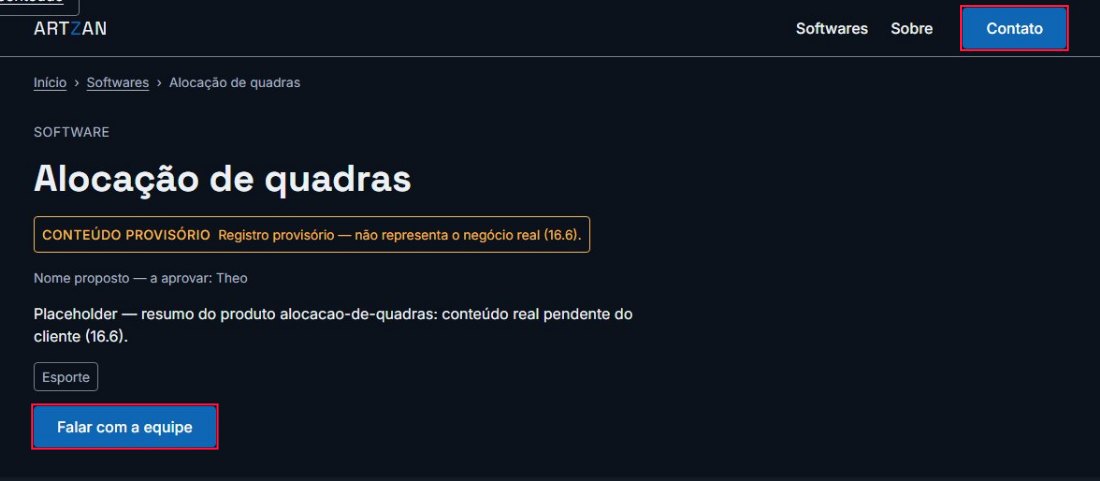 ARTZAN
Softwares Sobre Contato
Início › Softwares › Alocação de quadras
SOFTWARE
Alocação de quadras
CONTEÚDO PROVISÓRIO Registro provisório — não representa o negócio real (16.6).
Nome proposto — a aprovar: Theo
Placeholder — resumo do produto alocacao-de-quadras: conteúdo real pendente do
cliente (16.6).
Esporte
Falar com a equipe